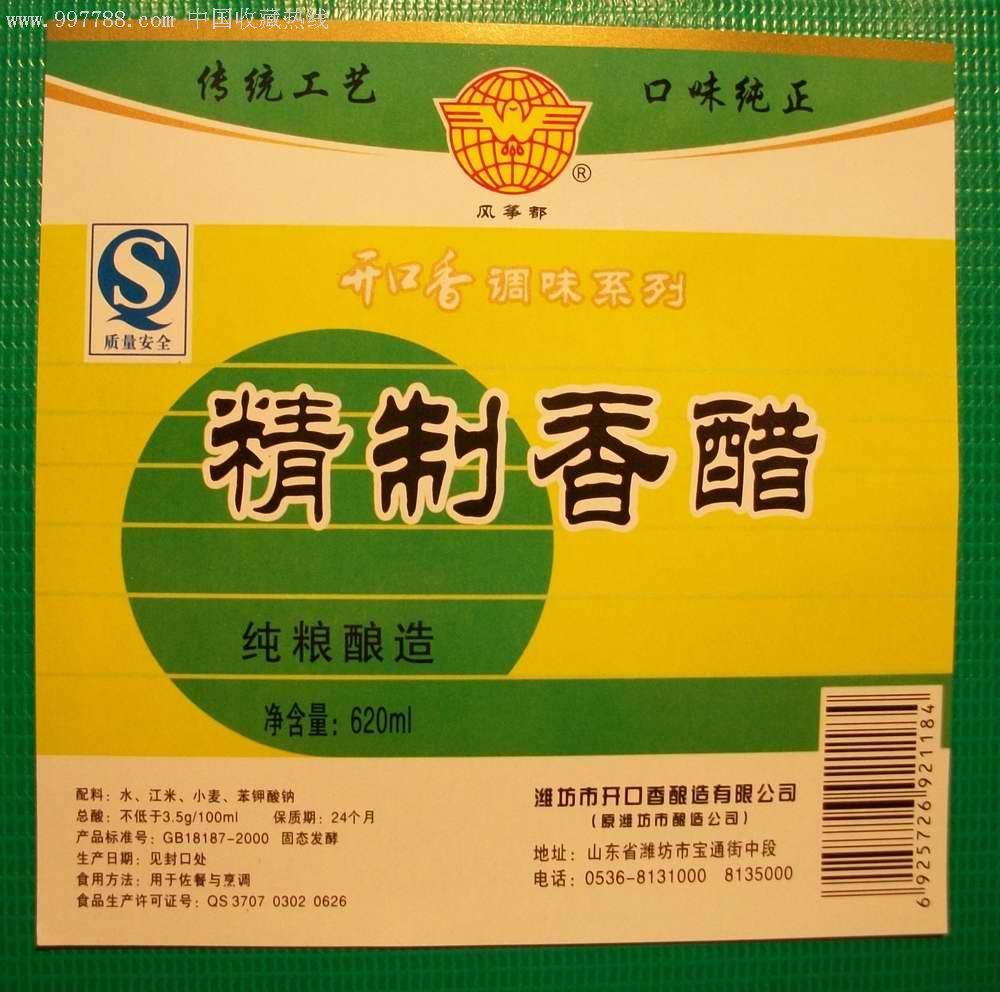 www.997788.com 中国收藏热线
传统工艺
口味纯正
®
风筝都
质量安全
开口香调味系列
精制香醋
纯粮酿造
净含量：620ml
配料：水、江米、小麦、苯钾酸钠
总酸：不低于3.5g/100ml 保质期：24个月
产品标准号：GB18187-2000 固态发酵
生产日期：见封口处
食用方法：用于佐餐与烹调
食品生产许可证号：QS 3707 0302 0626
潍坊市开口香酿造有限公司
（原潍坊市酿造公司）
地址：山东省潍坊市宝通街中段
电话：0536-8131000 8135000
6 925726 921184